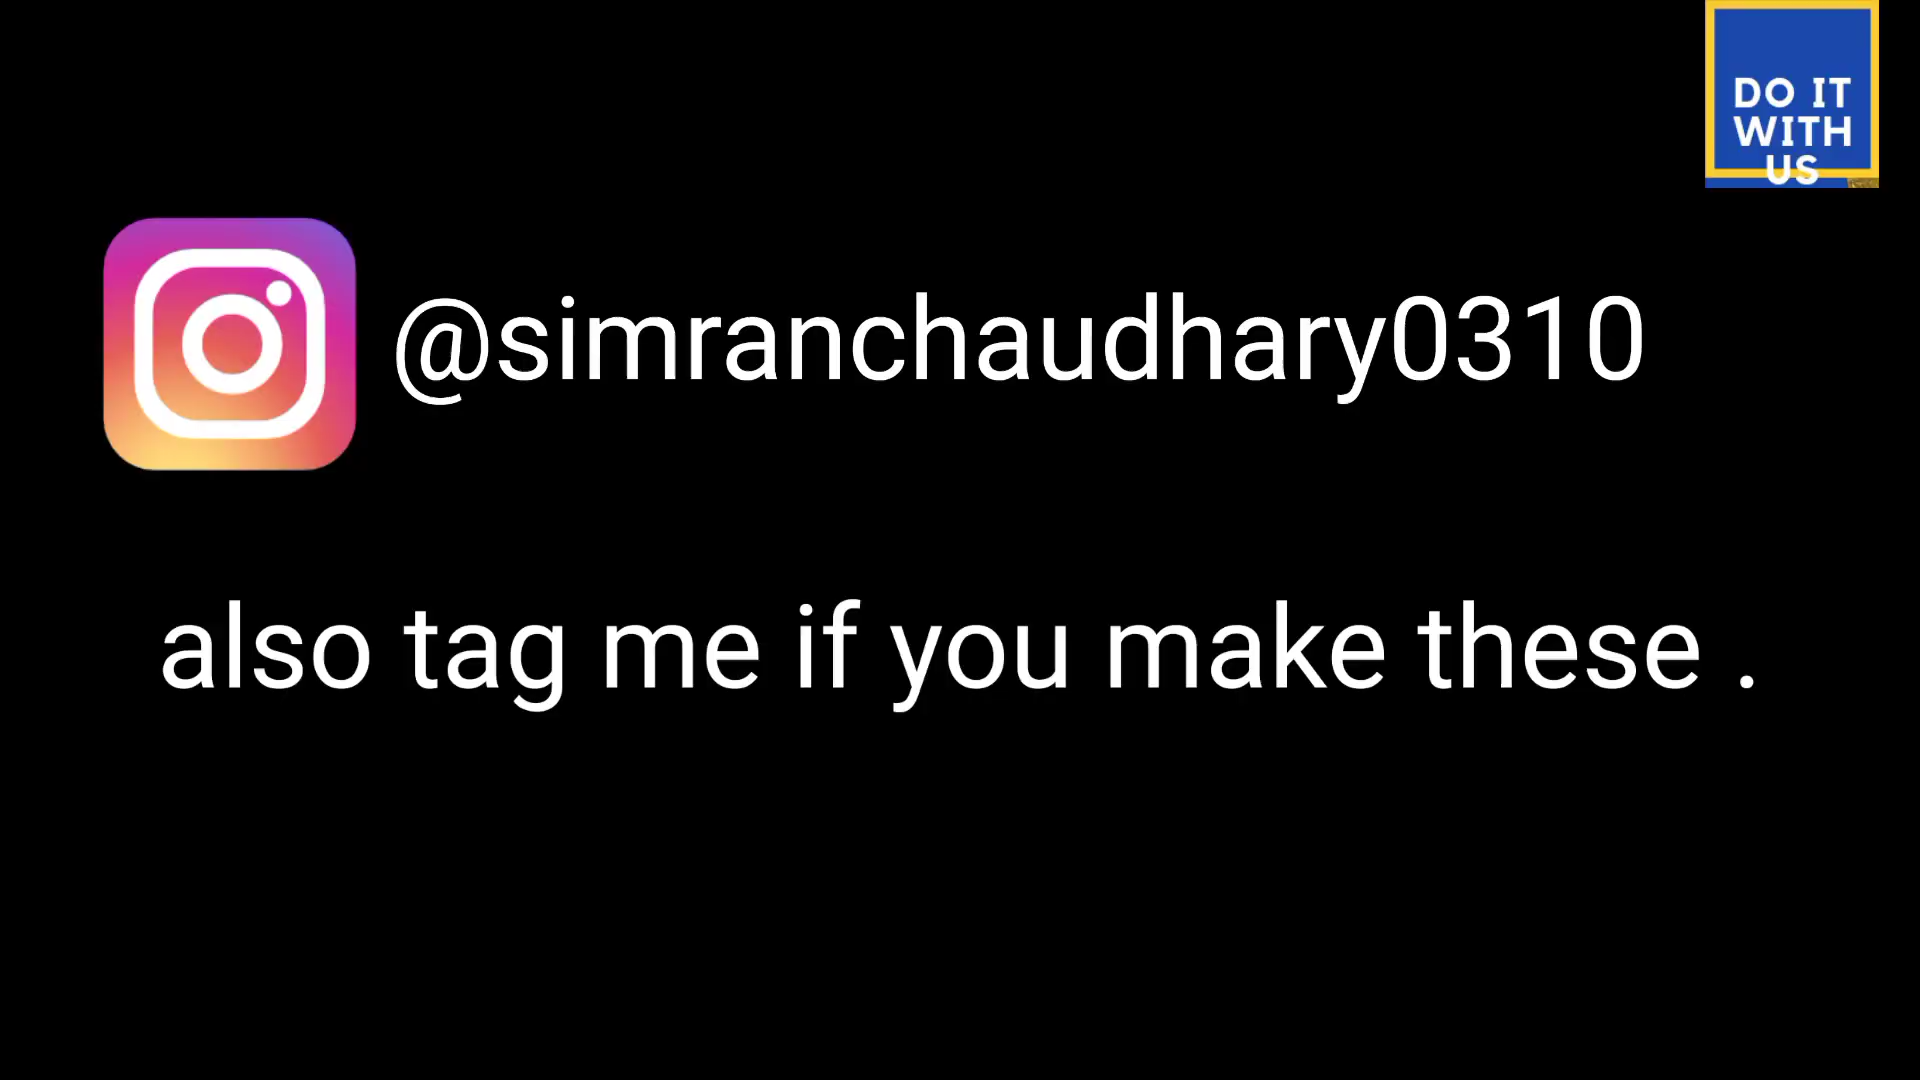 DO IT
WITH
US
@simranchaudhary0310
also tag me if you make these .